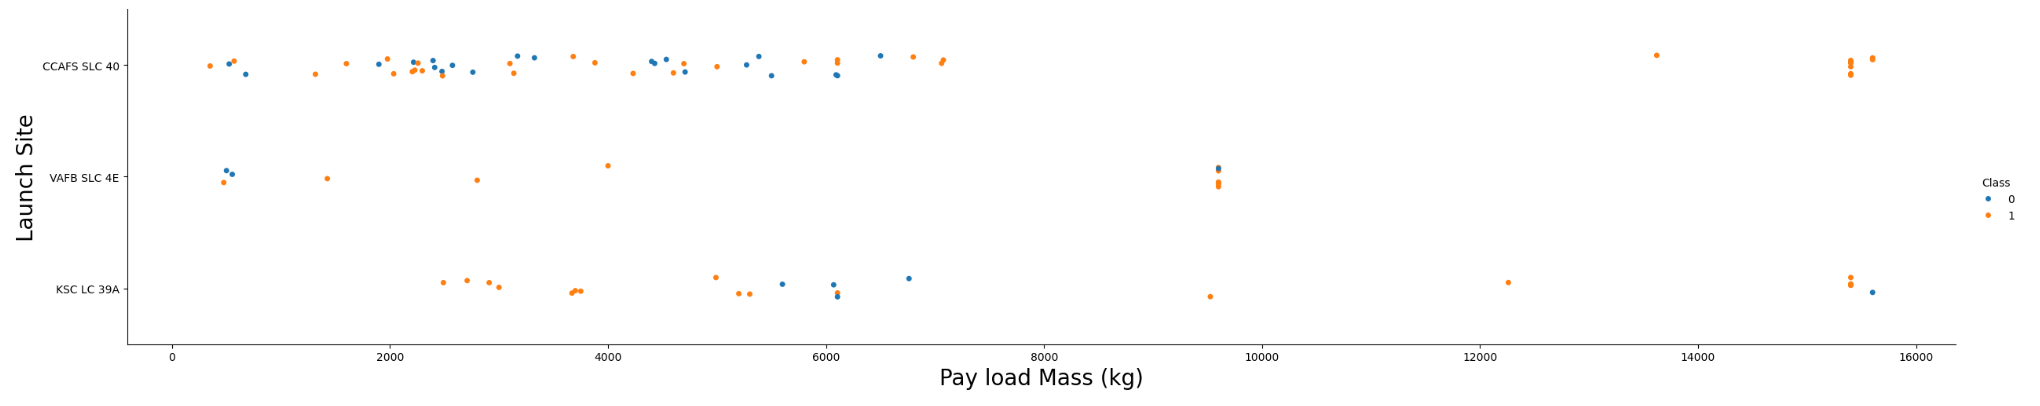 Launch Site
CCAFS SLC 40
VAFB SLC 4E
KSC LC 39A
0 2000 4000 6000 8000 10000 12000 14000 16000
Pay load Mass (kg)
Class
0
1